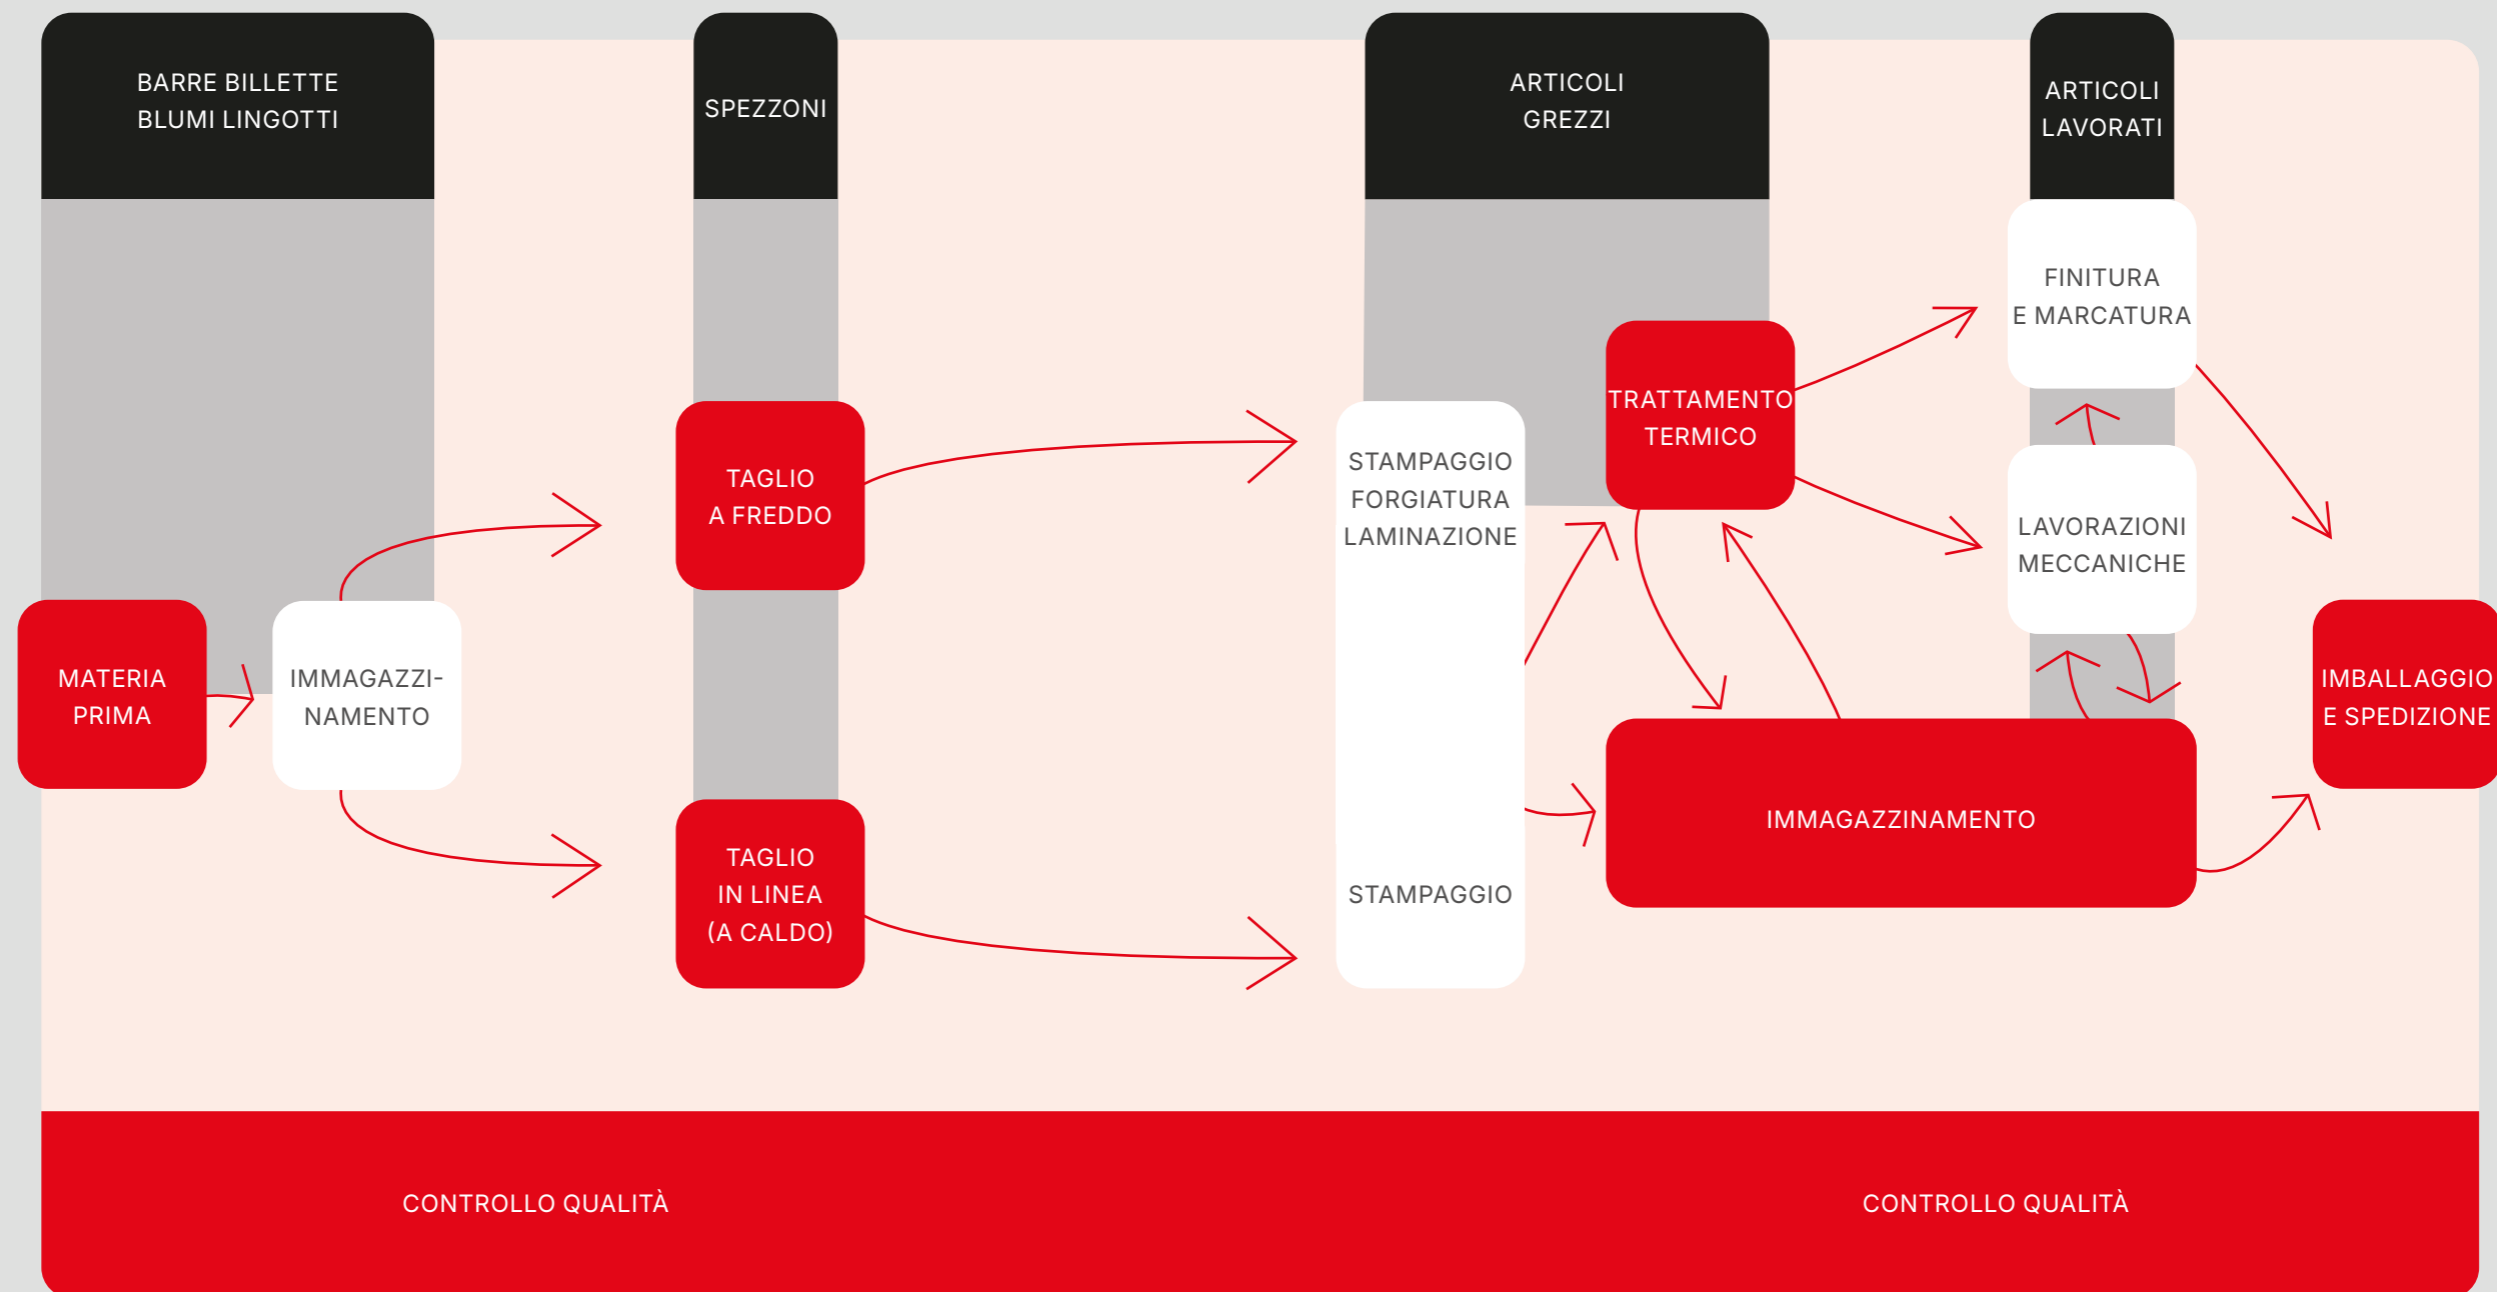 BARRE BILLETTE
BLUMI LINGOTTI
SPEZZONI
ARTICOLI
GREZZI
ARTICOLI
LAVORATI
MATERIA
PRIMA
IMMAGAZZI-
NAMENTO
TAGLIO
A FREDDO
TAGLIO
IN LINEA
(A CALDO)
STAMPAGGIO
FORGIATURA
LAMINAZIONE
STAMPAGGIO
TRATTAMENTO
TERMICO
IMMAGAZZINAMENTO
FINITURA
E MARCATURA
LAVORAZIONI
MECCANICHE
IMBALLAGGIO
E SPEDIZIONE
CONTROLLO QUALITÀ
CONTROLLO QUALITÀ